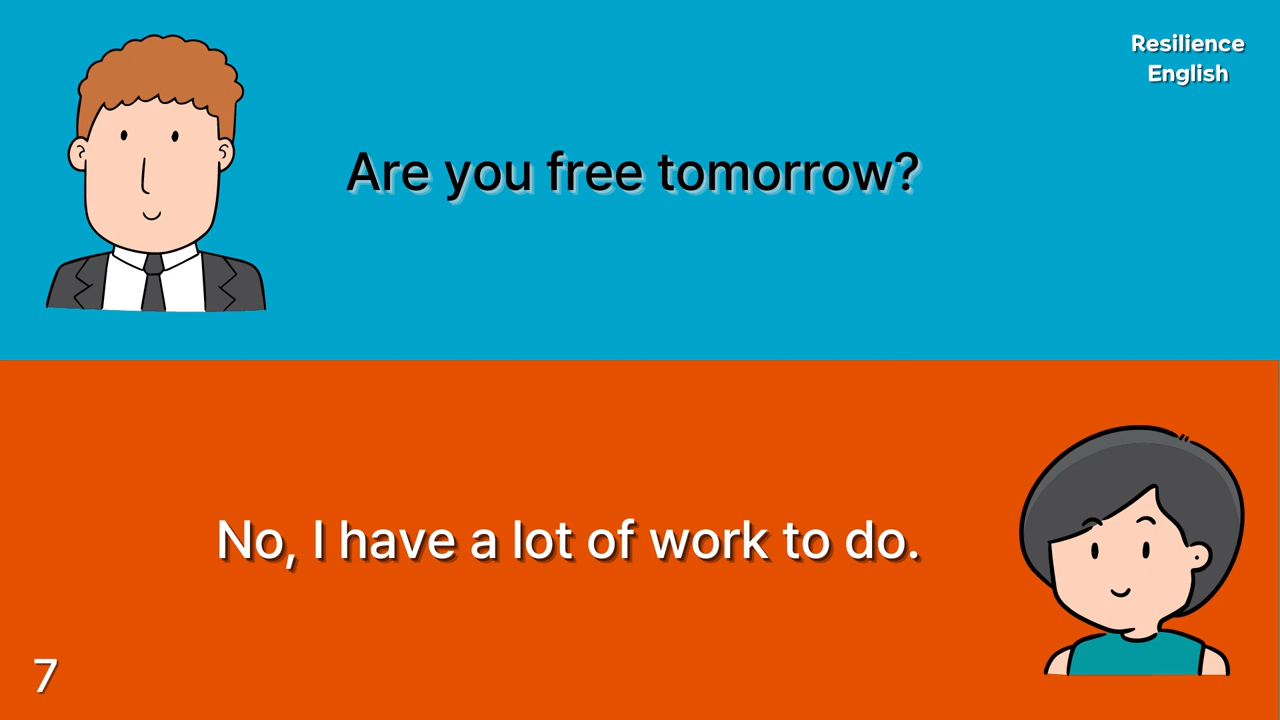 Resilience
English
Are you free tomorrow?
No, I have a lot of work to do.
7